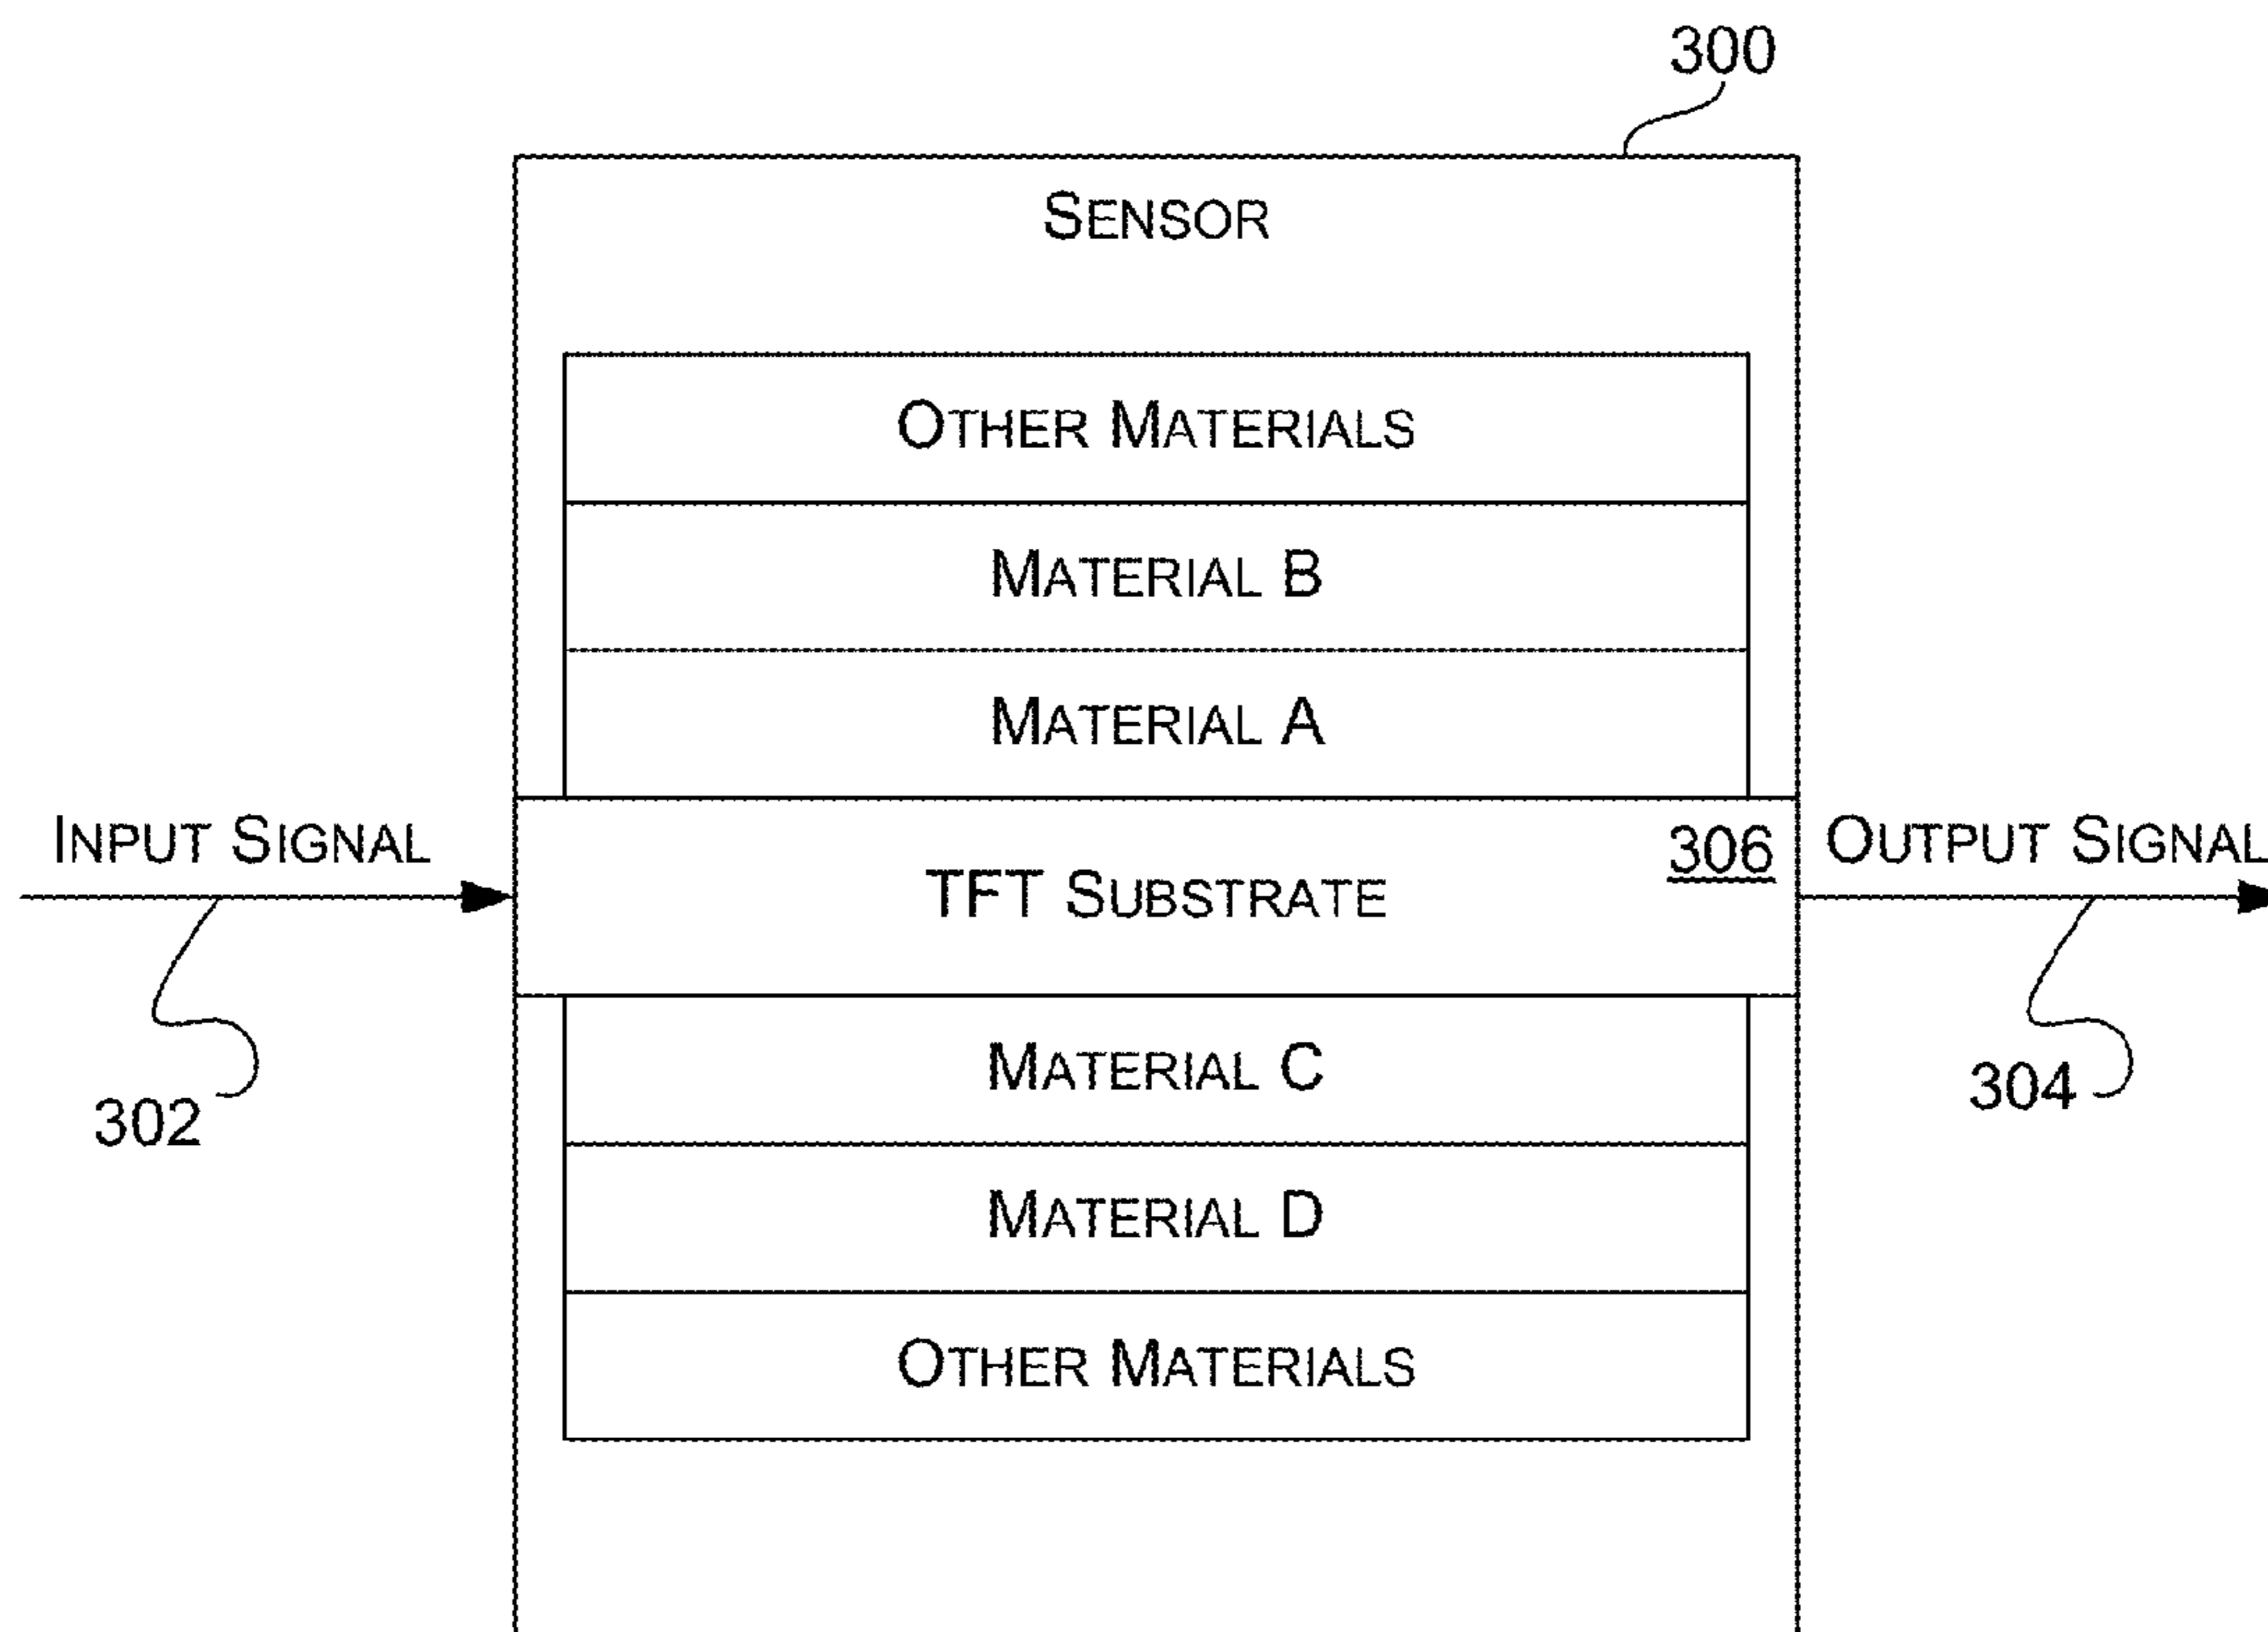 300
SENSOR
OTHER MATERIALS
MATERIAL B
MATERIAL A
INPUT SIGNAL
306
OUTPUT SIGNAL
TFT SUBSTRATE
MATERIAL C
302
304
MATERIAL D
OTHER MATERIALS